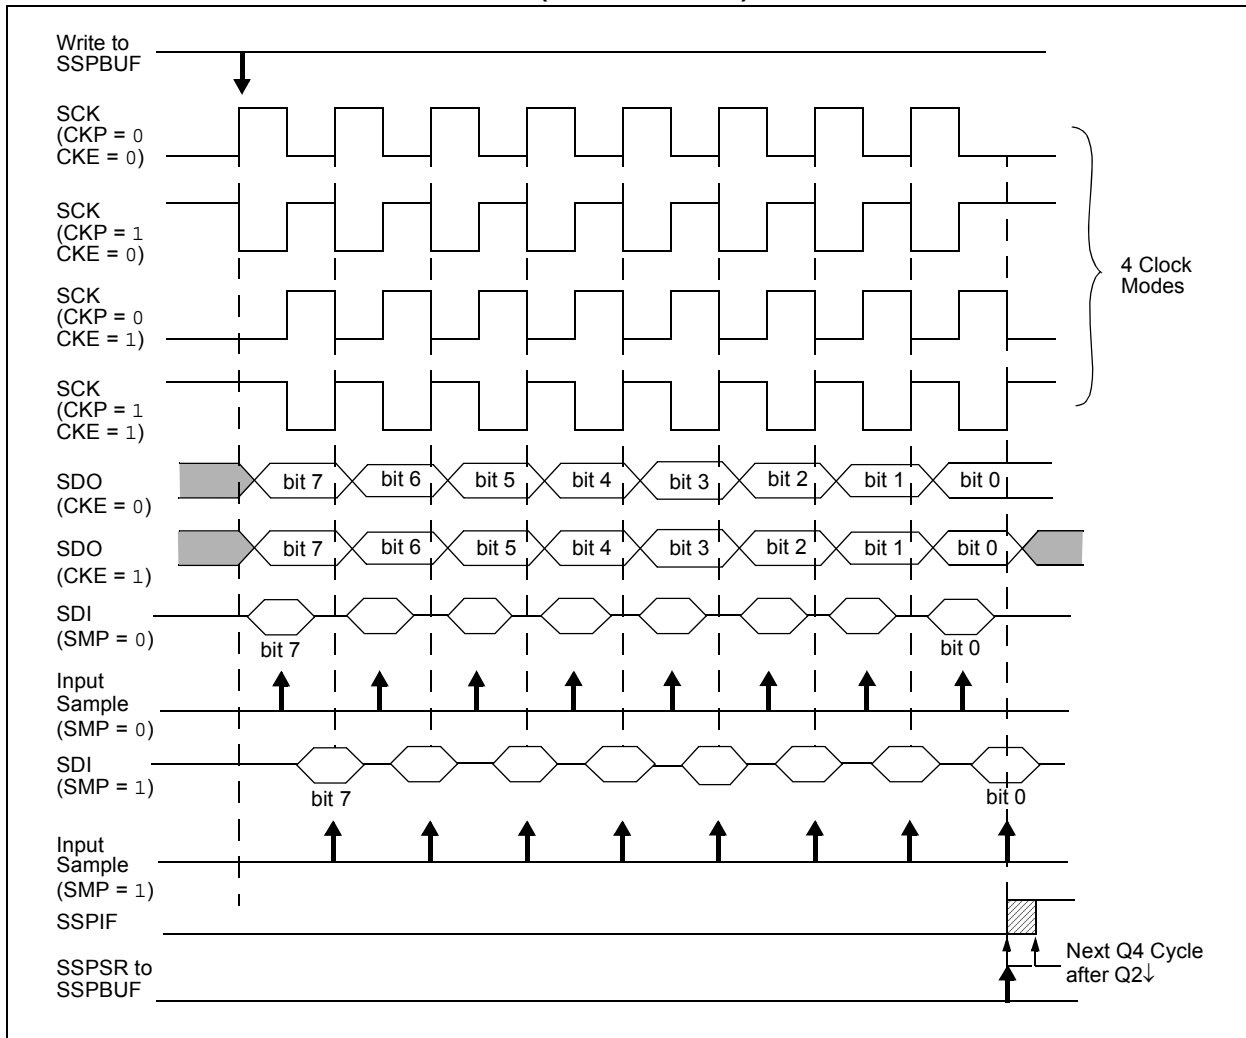 Write to
SSPBUF
SCK
(CKP = 0
CKE = 0)
SCK
(CKP = 1
CKE = 0)
SCK
(CKP = 0
CKE = 1)
SCK
(CKP = 1
CKE = 1)
4 Clock
Modes
SDO
(CKE = 0)
bit 7 bit 6 bit 5 bit 4 bit 3 bit 2 bit 1 bit 0
SDO
(CKE = 1)
bit 7 bit 6 bit 5 bit 4 bit 3 bit 2 bit 1 bit 0
SDI
(SMP = 0)
bit 7 bit 0
Input
Sample
(SMP = 0)
SDI
(SMP = 1)
bit 7 bit 0
Input
Sample
(SMP = 1)
SSPIF
Next Q4 Cycle
after Q2↓
SSPSR to
SSPBUF